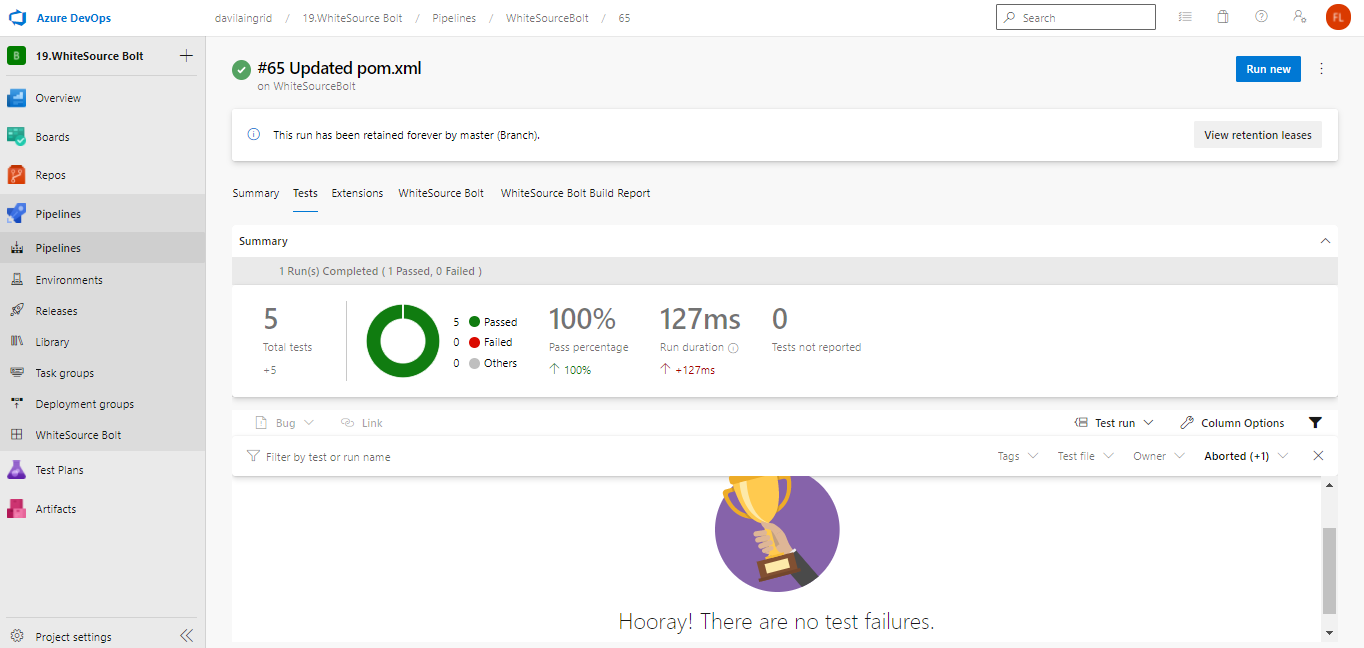 Azure DevOps
davilaingrid / 19.WhiteSource Bolt / Pipelines / WhiteSourceBolt / 65
Search
FL
B
19.WhiteSource Bolt
Overview
Boards
Repos
Pipelines
Pipelines
Environments
Releases
Library
Task groups
Deployment groups
WhiteSource Bolt
Test Plans
Artifacts
Project settings
#65 Updated pom.xml
on WhiteSourceBolt
Run new
This run has been retained forever by master (Branch).
View retention leases
Summary Tests Extensions WhiteSource Bolt WhiteSource Bolt Build Report
Summary
1 Run(s) Completed ( 1 Passed, 0 Failed )
5
Total tests
+5
5 Passed
0 Failed
0 Others
100%
Pass percentage
100%
127ms
Run duration
+127ms
0
Tests not reported
Bug Link Test run Column Options
Filter by test or run name Tags Test file Owner Aborted (+1)
Hooray! There are no test failures.